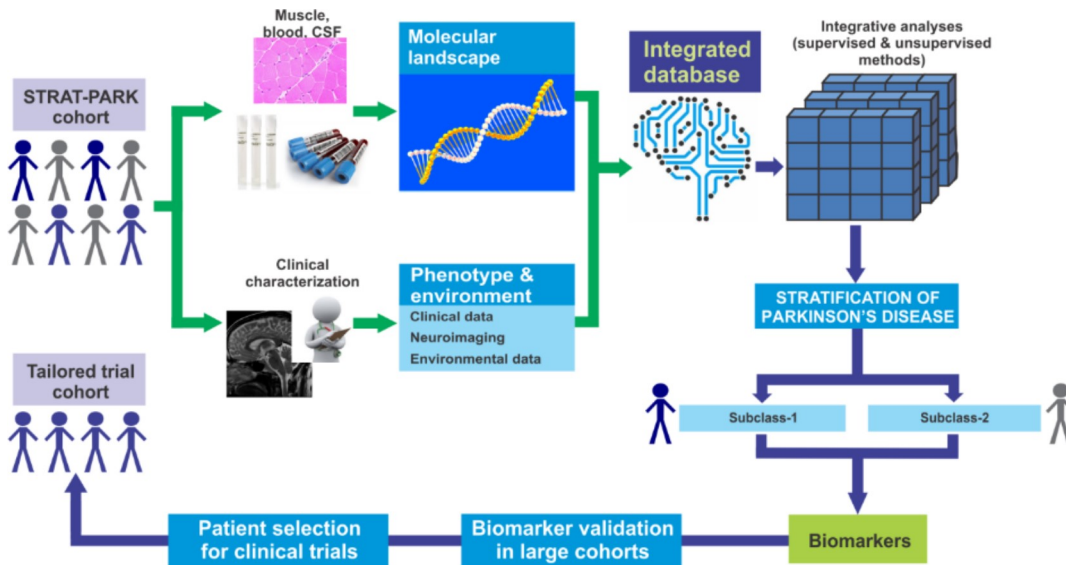 STRAT-PARK
cohort
Muscle,
blood, CSF
Molecular
landscape
Integrated
database
Integrative analyses
(supervised & unsupervised
methods)
Clinical
characterization
Phenotype &
environment
Clinical data
Neuroimaging
Environmental data
STRATIFICATION OF
PARKINSON'S DISEASE
Subclass-1
Subclass-2
Tailored trial
cohort
Patient selection
for clinical trials
Biomarker validation
in large cohorts
Biomarkers